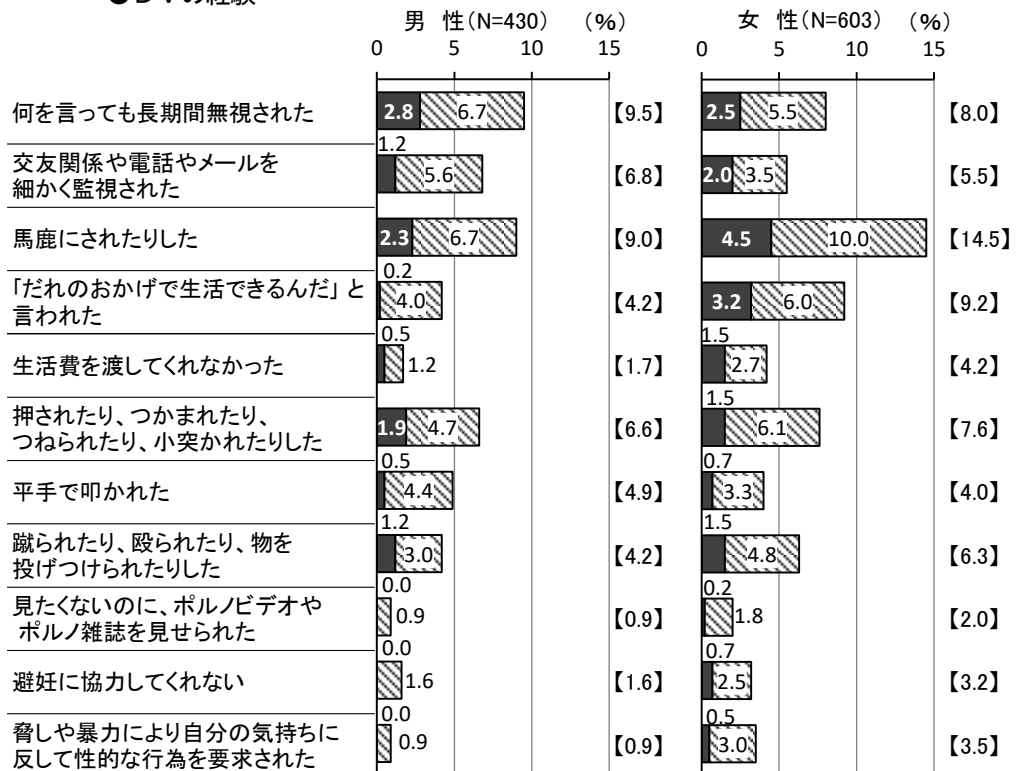 ●ＤＶの経験
男　性(N=430)　（%）
0 5 10 15
女　性(N=603)　（%）
0 5 10 15
何を言っても長期間無視された 2.8 6.7 【9.5】 2.5 5.5 【8.0】
交友関係や電話やメールを
細かく監視された 1.2 5.6 【6.8】 2.0 3.5 【5.5】
馬鹿にされたりした 2.3 6.7 【9.0】 4.5 10.0 【14.5】
「だれのおかげで生活できるんだ」と
言われた 0.2 4.0 【4.2】 3.2 6.0 【9.2】
生活費を渡してくれなかった 0.5 1.2 【1.7】 1.5 2.7 【4.2】
押されたり、つかまれたり、
つねられたり、小突かれたりした 1.9 4.7 【6.6】 1.5 6.1 【7.6】
平手で叩かれた 0.5 4.4 【4.9】 0.7 3.3 【4.0】
蹴られたり、殴られたり、物を
投げつけられたりした 1.2 3.0 【4.2】 1.5 4.8 【6.3】
見たくないのに、ポルノビデオや
ポルノ雑誌を見せられた 0.0 0.9 【0.9】 0.2 1.8 【2.0】
避妊に協力してくれない 0.0 1.6 【1.6】 0.7 2.5 【3.2】
脅しや暴力により自分の気持ちに
反して性的な行為を要求された 0.0 0.9 【0.9】 0.5 3.0 【3.5】